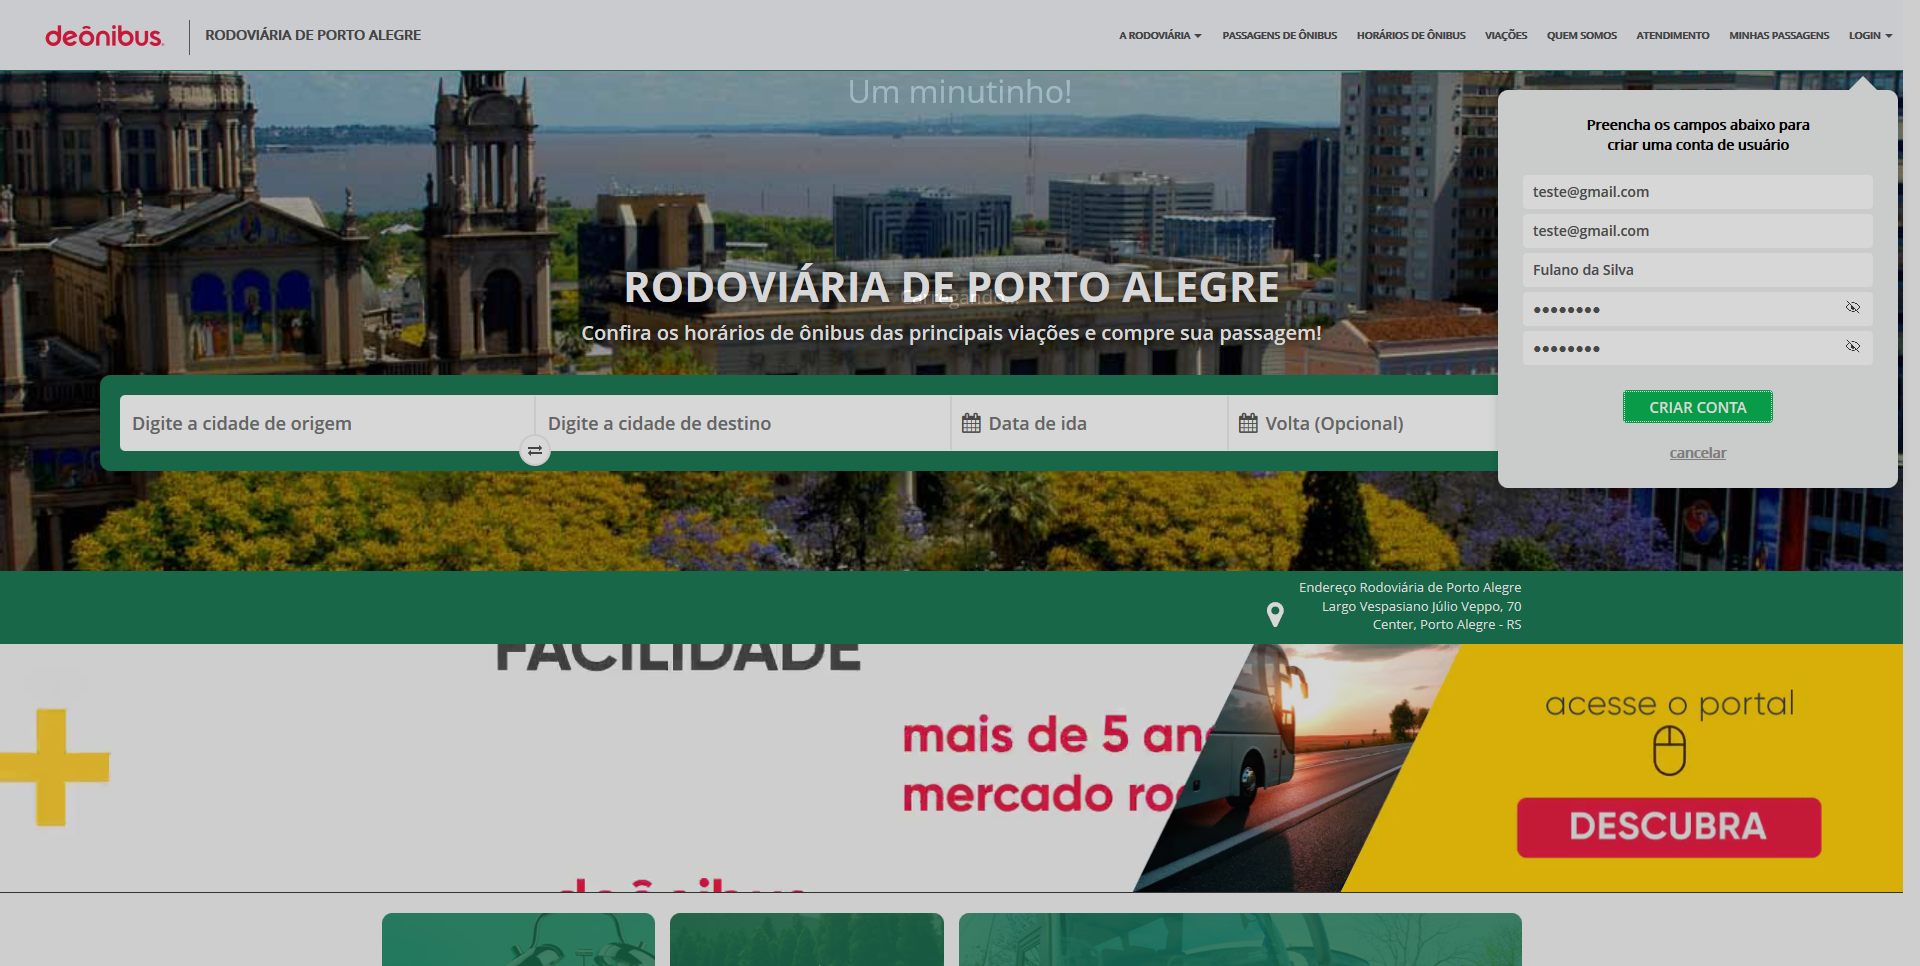 deônibus
RODOVIÁRIA DE PORTO ALEGRE
A RODOVIÁRIA
PASSAGENS DE ÔNIBUS
HORÁRIOS DE ÔNIBUS
VIAÇÕES
QUEM SOMOS
ATENDIMENTO
MINHAS PASSAGENS
LOGIN
Um minutinho!
Preencha os campos abaixo para
criar uma conta de usuário
teste@gmail.com
teste@gmail.com
Fulano da Silva
●●●●●●●●
●●●●●●●●
CRIAR CONTA
cancelar
RODOVIÁRIA DE PORTO ALEGRE
Carregando...
Confira os horários de ônibus das principais viações e compre sua passagem!
Digite a cidade de origem
Digite a cidade de destino
Data de ida
Volta (Opcional)
Endereço Rodoviária de Porto Alegre
Largo Vespasiano Júlio Veppo, 70
Center, Porto Alegre - RS
FACILIDADE
mais de 5 an
mercado ro
acesse o portal
DESCUBRA
deônibus